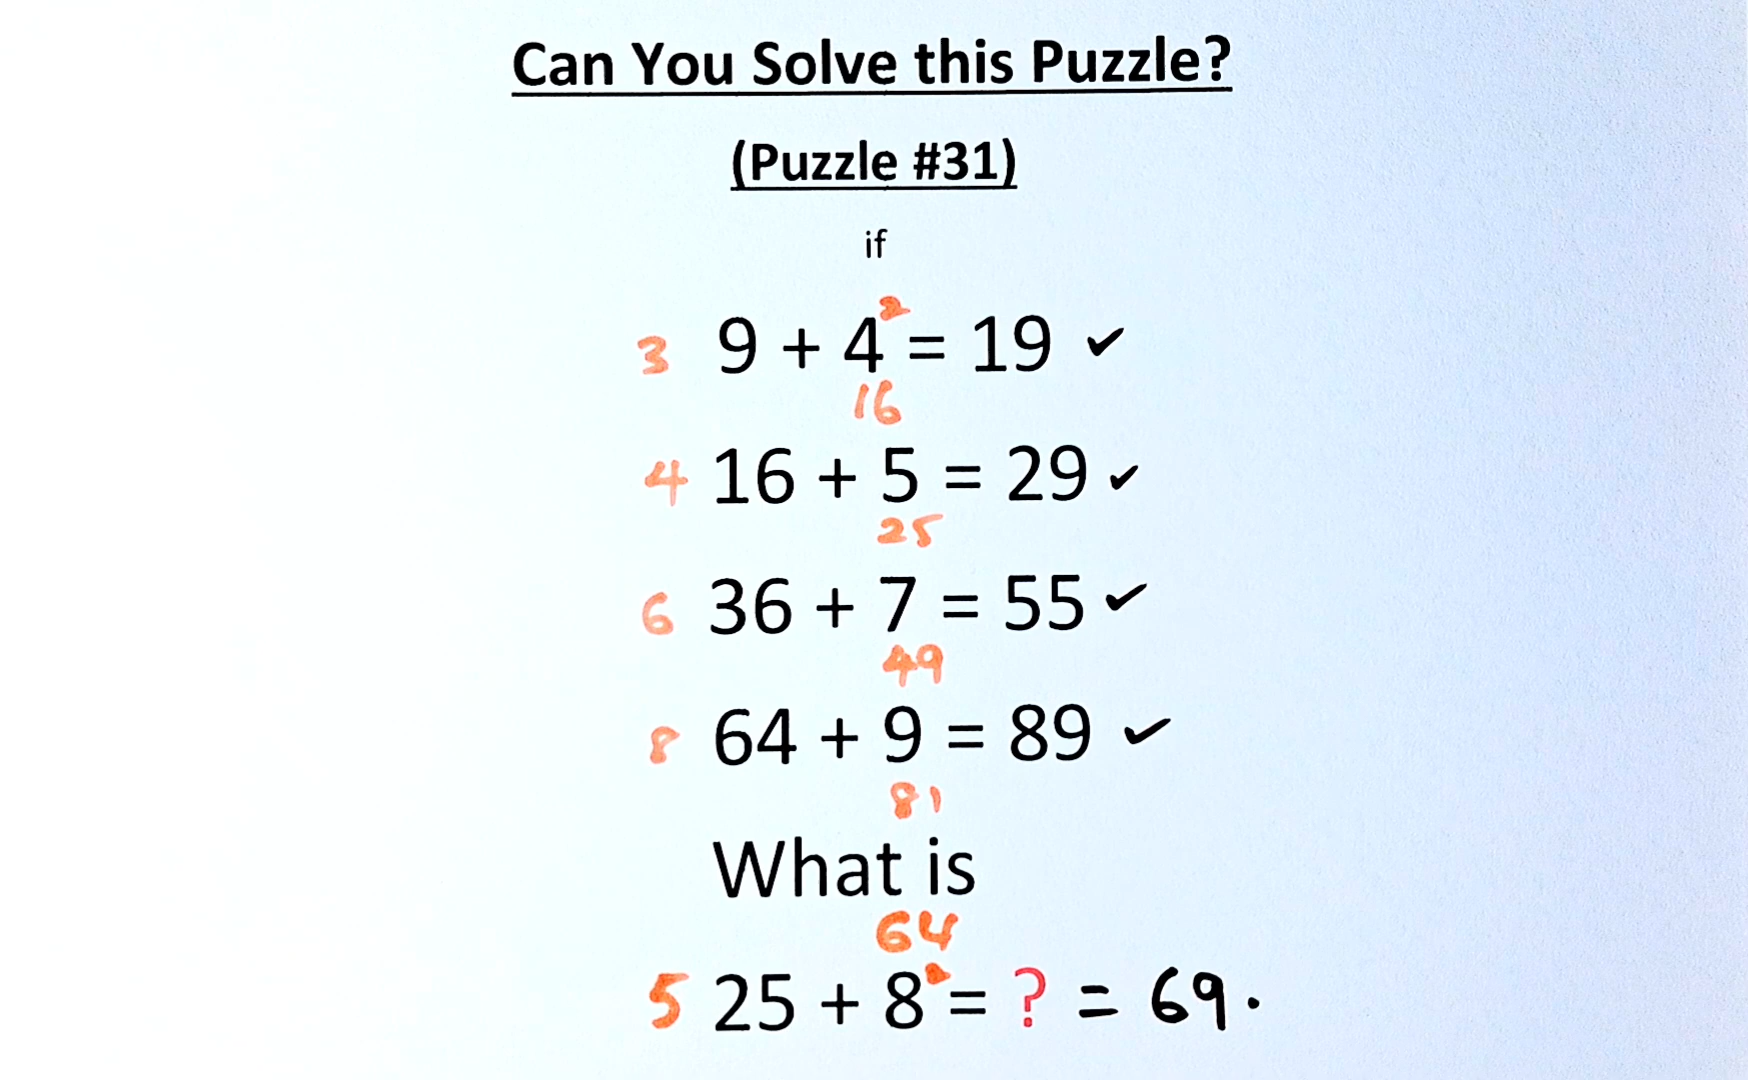 Can You Solve this Puzzle?
(Puzzle #31)
if
3 9 + 4² = 19 ✔
16
4 16 + 5 = 29 ✔
25
6 36 + 7 = 55 ✔
49
8 64 + 9 = 89 ✔
81
What is
64
5 25 + 8² = ? = 69.